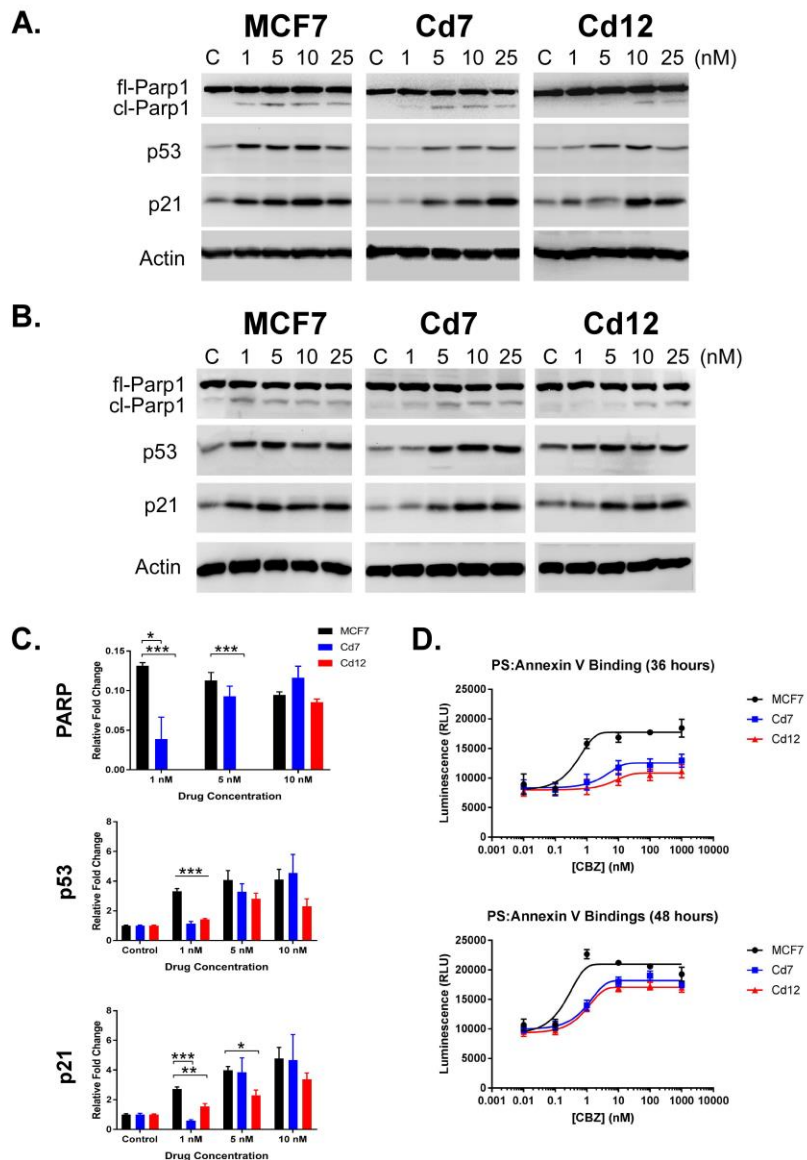 A.
MCF7 Cd7 Cd12
C 1 5 10 25 C 1 5 10 25 C 1 5 10 25 (nM)
fl-Parp1
cl-Parp1
p53
p21
Actin
B.
MCF7 Cd7 Cd12
C 1 5 10 25 C 1 5 10 25 C 1 5 10 25 (nM)
fl-Parp1
cl-Parp1
p53
p21
Actin
C.
PARP
Relative Fold Change
0.15
0.10
0.05
0.00
*
***
***
MCF7
Cd7
Cd12
1 nM 5 nM 10 nM
Drug Concentration
p53
Relative Fold Change
8
6
4
2
0
***
Control 1 nM 5 nM 10 nM
Drug Concentration
p21
Relative Fold Change
8
6
4
2
0
***
**
*
Control 1 nM 5 nM 10 nM
Drug Concentration
D.
PS:Annexin V Binding (36 hours)
Luminescence (RLU)
25000
20000
15000
10000
5000
0
0.001 0.01 0.1 1 10 100 1000 10000
[CBZ] (nM)
MCF7
Cd7
Cd12
PS:Annexin V Bindings (48 hours)
Luminescence (RLU)
25000
20000
15000
10000
5000
0
0.001 0.01 0.1 1 10 100 1000 10000
[CBZ] (nM)
MCF7
Cd7
Cd12